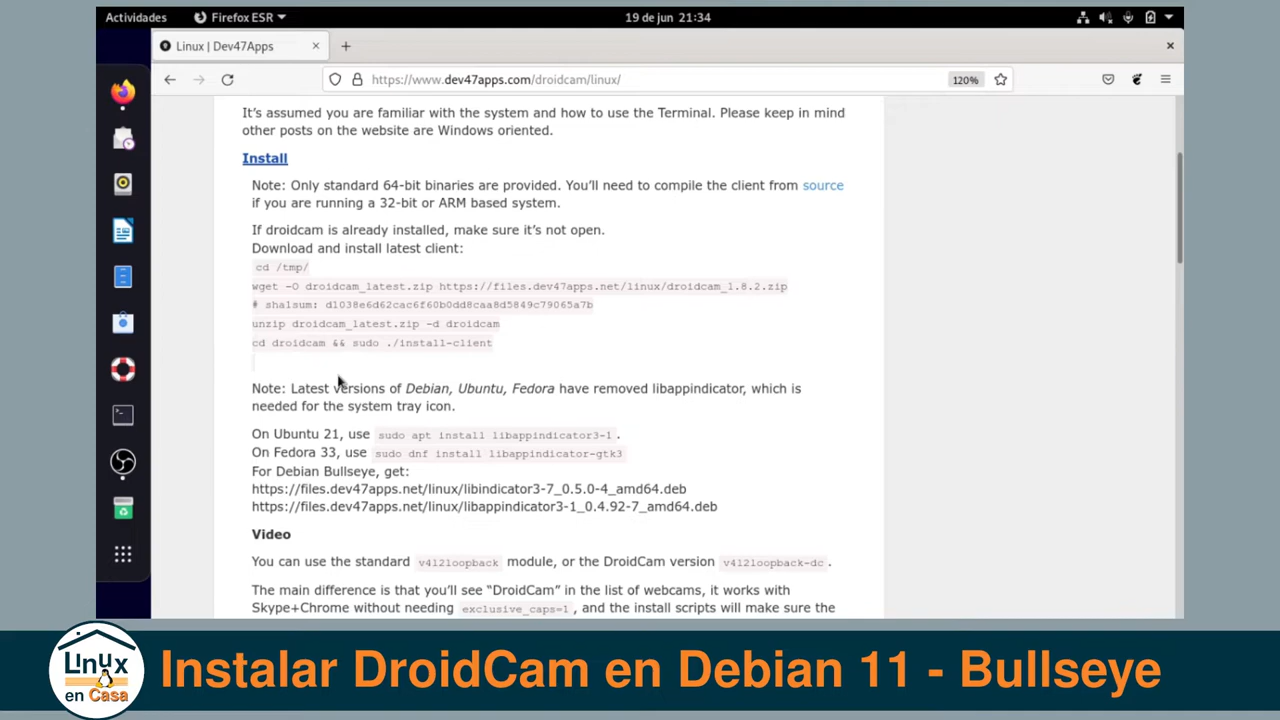 Actividades
Firefox ESR
19 de jun 21:34
Linux | Dev47Apps
https://www.dev47apps.com/droidcam/linux/
120%
It's assumed you are familiar with the system and how to use the Terminal. Please keep in mind
other posts on the website are Windows oriented.
Install
Note: Only standard 64-bit binaries are provided. You'll need to compile the client from source
if you are running a 32-bit or ARM based system.
If droidcam is already installed, make sure it's not open.
Download and install latest client:
cd /tmp/
wget -O droidcam_latest.zip https://files.dev47apps.net/linux/droidcam_1.8.2.zip
# sha1sum: d1038e6d62cac6f60b0dd8caa8d5849c79065a7b
unzip droidcam_latest.zip -d droidcam
cd droidcam && sudo ./install-client
Note: Latest versions of Debian, Ubuntu, Fedora have removed libappindicator, which is
needed for the system tray icon.
On Ubuntu 21, use sudo apt install libappindicator3-1 .
On Fedora 33, use sudo dnf install libappindicator-gtk3
For Debian Bullseye, get:
https://files.dev47apps.net/linux/libindicator3-7_0.5.0-4_amd64.deb
https://files.dev47apps.net/linux/libappindicator3-1_0.4.92-7_amd64.deb
Video
You can use the standard v4l2loopback module, or the DroidCam version v4l2loopback-dc .
The main difference is that you'll see “DroidCam” in the list of webcams, it works with
Skype+Chrome without needing exclusive_caps=1 , and the install scripts will make sure the
Linux
en Casa
Instalar DroidCam en Debian 11 - Bullseye